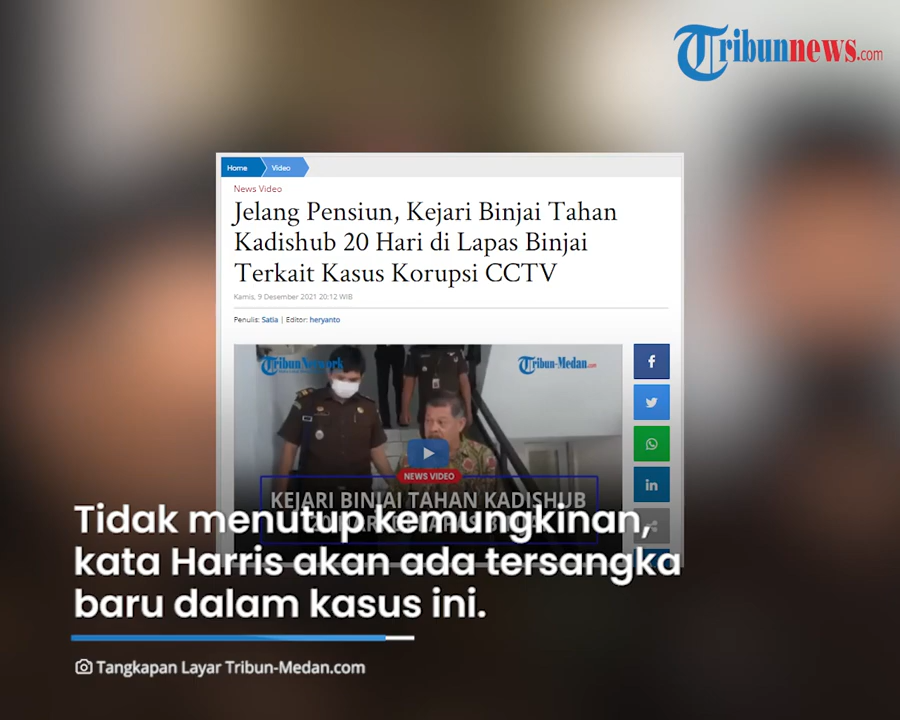 Tribunnews.com
Home Video
News Video
Jelang Pensiun, Kejari Binjai Tahan
Kadishub 20 Hari di Lapas Binjai
Terkait Kasus Korupsi CCTV
Kamis, 9 Desember 2021 20:12 WIB
Penulis: Satia | Editor: heryanto
Tribun Network
Tribun-Medan.com
NEWS VIDEO
KEJARI BINJAI TAHAN KADISHUB
Tidak menutup kemungkinan,
kata Harris akan ada tersangka
baru dalam kasus ini.
Tangkapan Layar Tribun-Medan.com